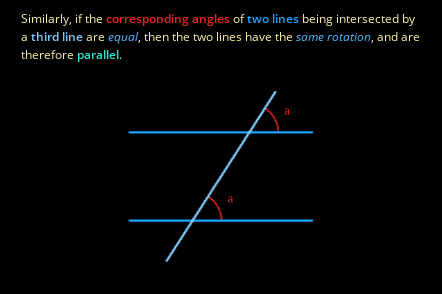 Similarly, if the corresponding angles of two lines being intersected by
a third line are equal, then the two lines have the same rotation, and are
therefore parallel.
a
a